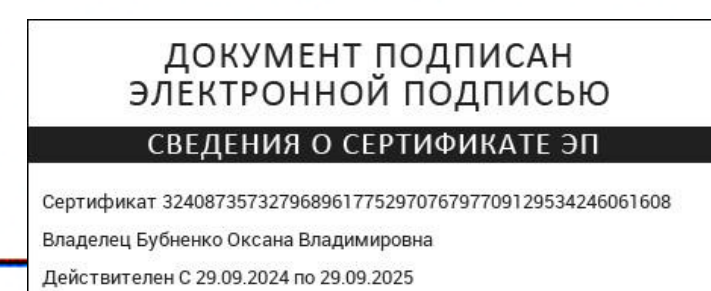 ДОКУМЕНТ ПОДПИСАН
ЭЛЕКТРОННОЙ ПОДПИСЬЮ
СВЕДЕНИЯ О СЕРТИФИКАТЕ ЭП
Сертификат 324087357327968961775297076797709129534246061608
Владелец Бубненко Оксана Владимировна
Действителен С 29.09.2024 по 29.09.2025